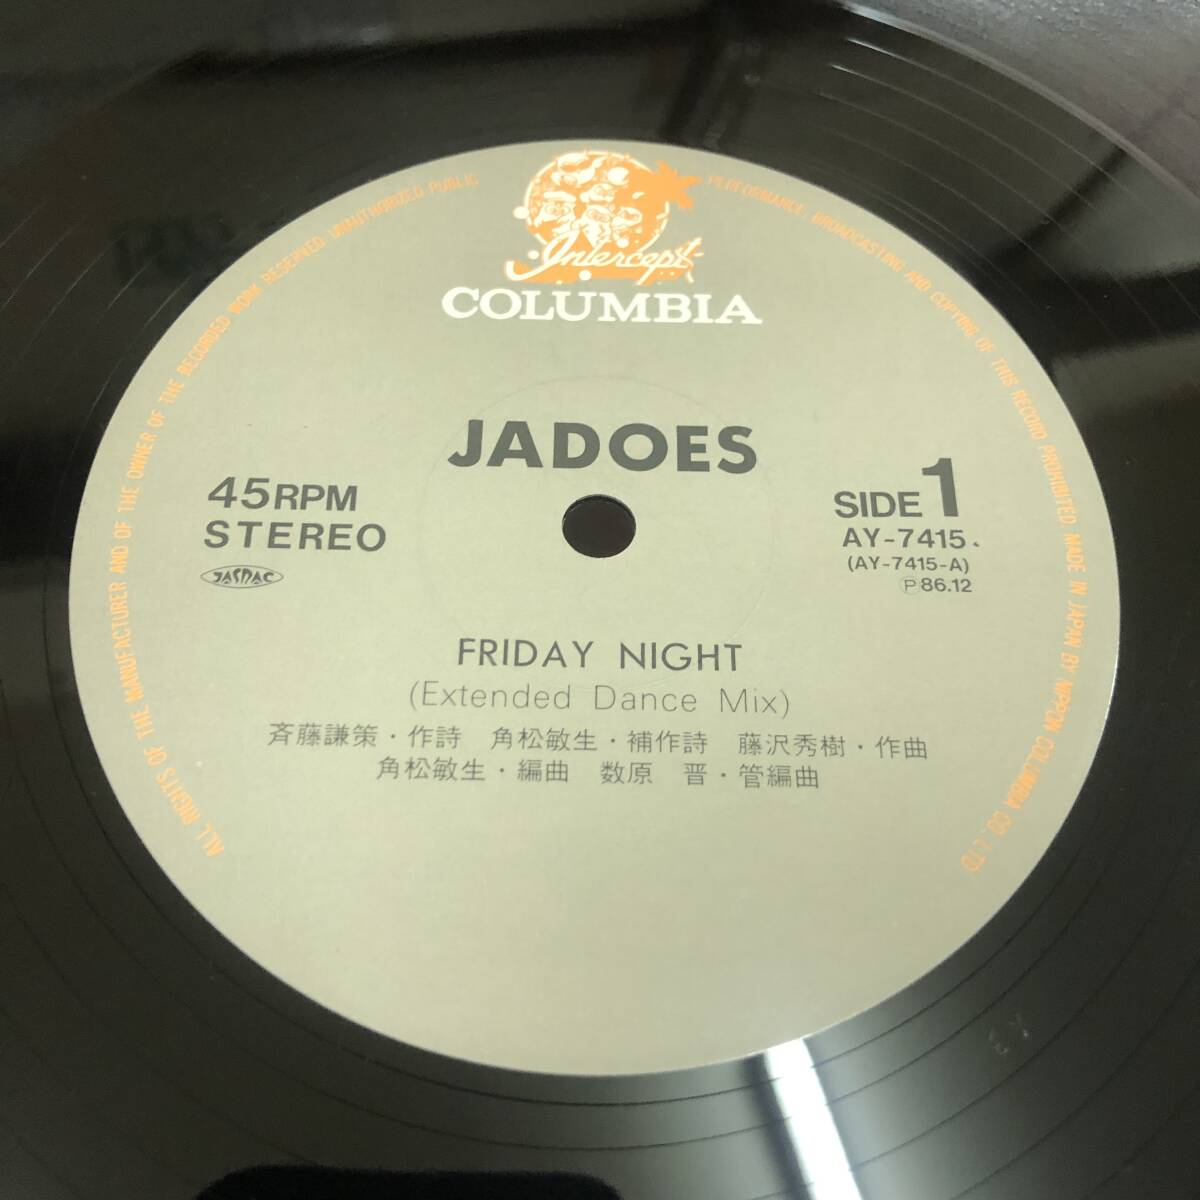 Intercept
COLUMBIA
JADOES
45RPM
STEREO
JASRAC
SIDE 1
AY-7415
(AY-7415-A)
Ⓟ86.12
FRIDAY NIGHT
(Extended Dance Mix)
斉藤謙策・作詩 角松敏生・補作詩 藤沢秀樹・作曲
角松敏生・編曲 数原 晋・管編曲
ALL RIGHTS OF THE MANUFACTURER AND OF THE OWNER OF THE RECORDED WORK RESERVED UNAUTHORIZED PUBLIC PERFORMANCE, BROADCASTING AND COPYING OF THIS RECORD PROHIBITED MADE IN JAPAN BY NIPPON COLUMBIA CO., LTD